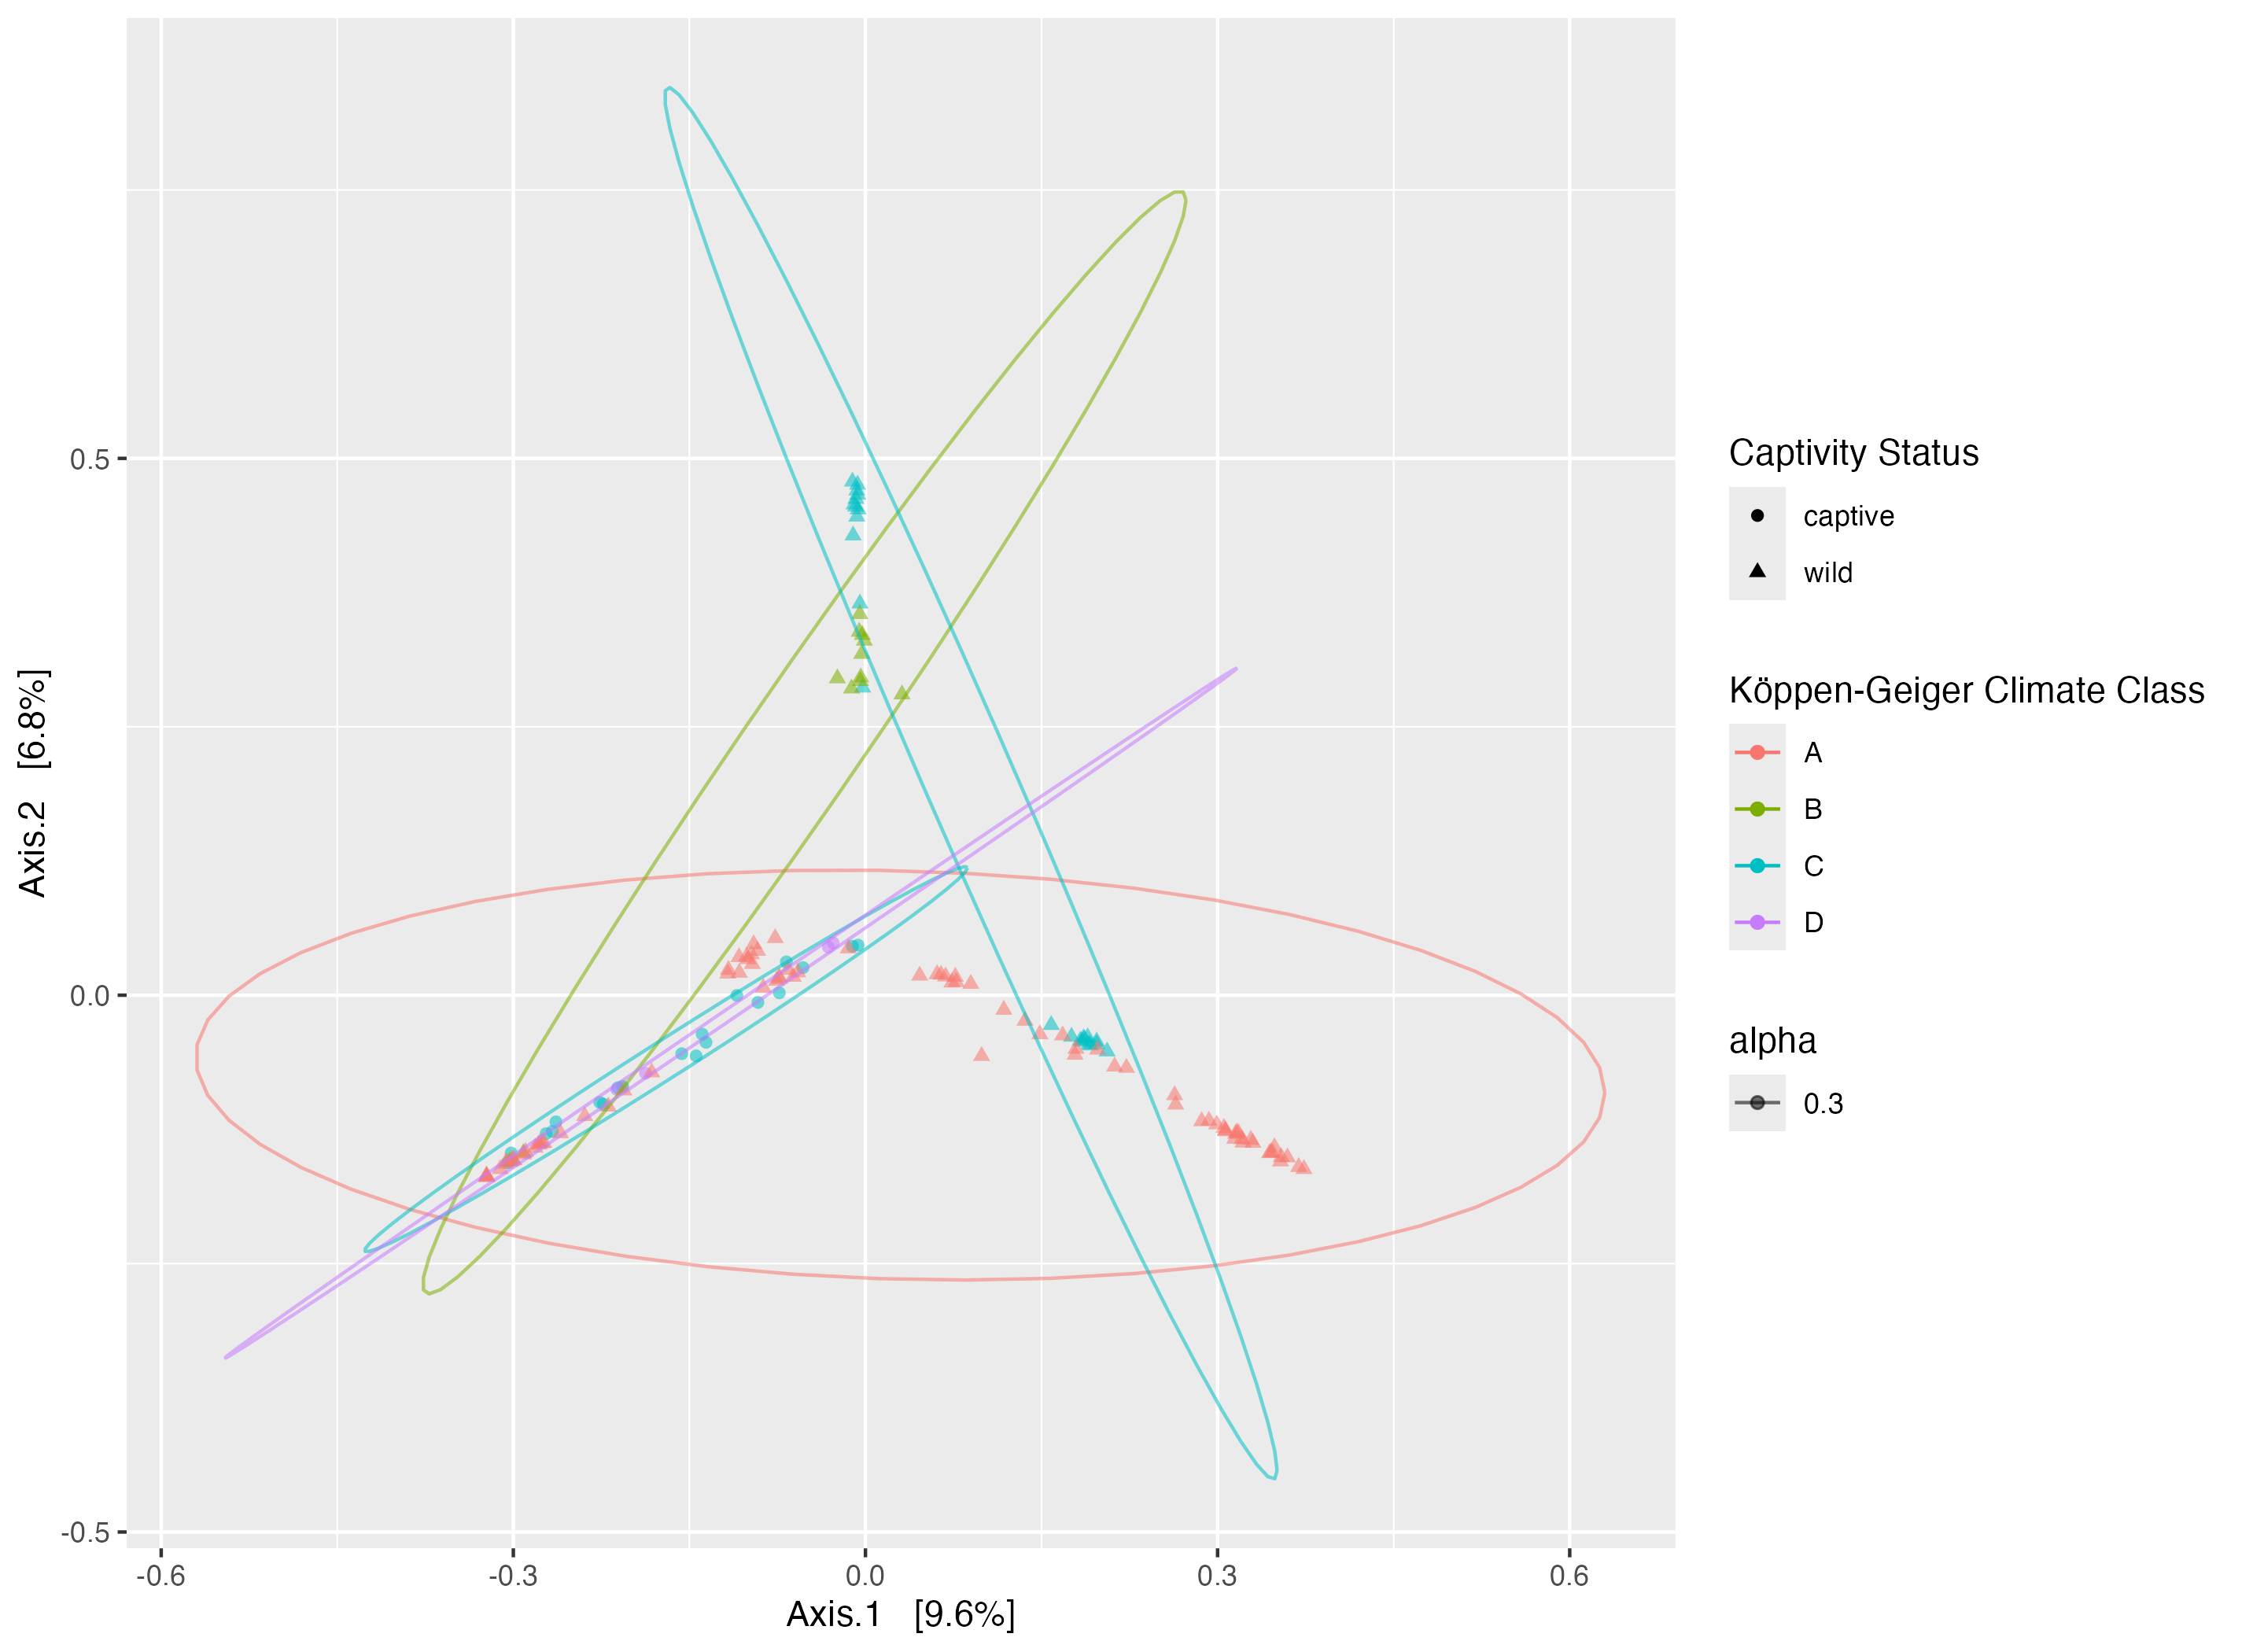 0.5
0.0
-0.5
Axis.2 [6.8%]
-0.6 -0.3 0.0 0.3 0.6
Axis.1 [9.6%]
Captivity Status
captive
wild
Köppen-Geiger Climate Class
A
B
C
D
alpha
0.3